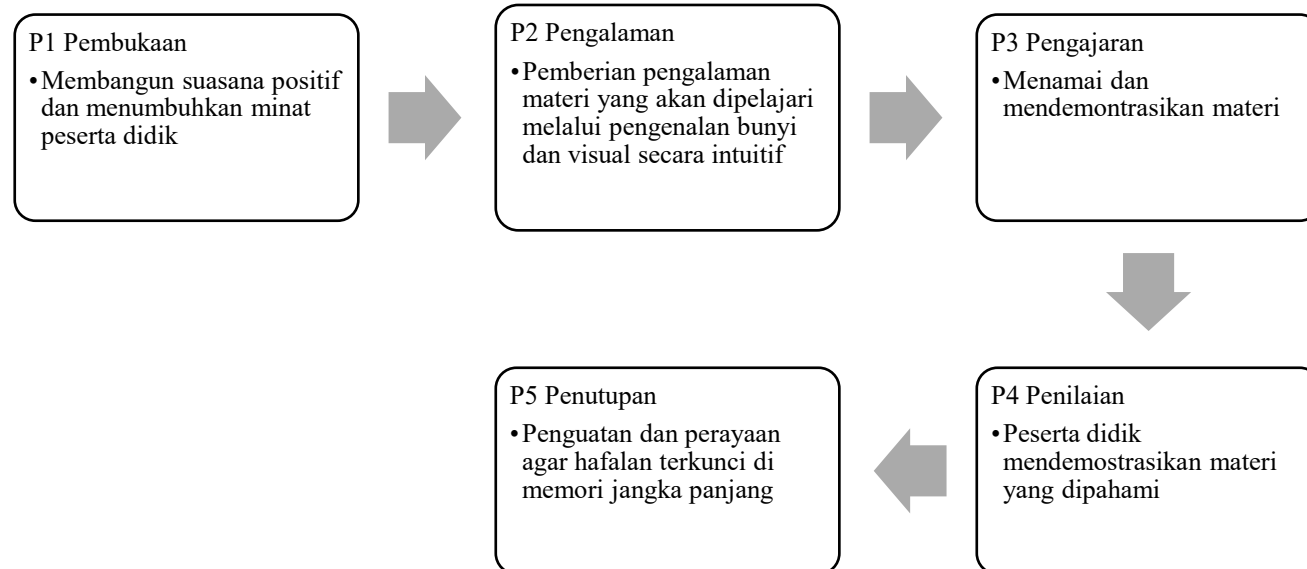 P1 Pembukaan
•Membangun suasana positif
dan menumbuhkan minat
peserta didik
P2 Pengalaman
•Pemberian pengalaman
materi yang akan dipelajari
melalui pengenalan bunyi
dan visual secara intuitif
P3 Pengajaran
•Menamai dan
mendemontrasikan materi
P4 Penilaian
•Peserta didik
mendemostrasikan materi
yang dipahami
P5 Penutupan
•Penguatan dan perayaan
agar hafalan terkunci di
memori jangka panjang